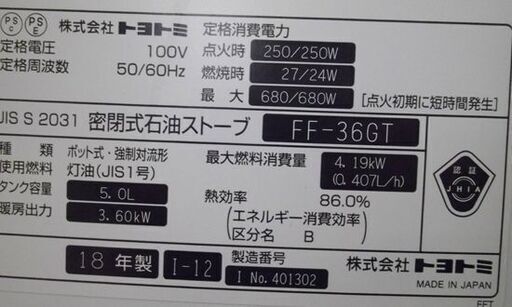 PS C PS E 株式会社 トヨトミ
定格電圧 100V
定格周波数 50/60Hz
定格消費電力
点火時 250/250W
燃焼時 27/24W
最大 680/680W [点火初期に短時間発生]
JIS S 2031 密閉式石油ストーブ FF-36GT
種類 ポット式・強制対流形
使用燃料 灯油(JIS1号)
タンク容量 5.0L
暖房出力 3.60kW
最大燃料消費量 4.19kW
(0.407L/h)
熱効率 86.0%
(エネルギー消費効率)
区分名 B
認証
JHIA
18 年製 I-12 製造番号
I No.401302
株式会社 トヨトミ
MADE IN JAPAN